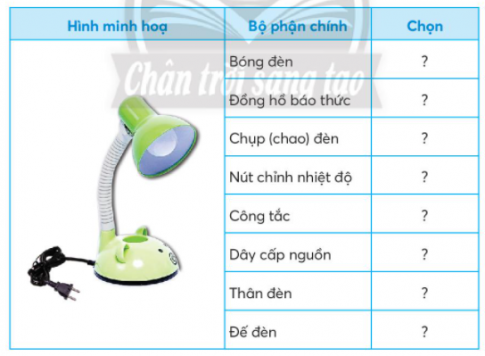 Hình minh hoạ Bộ phận chính Chọn
Chân trời sáng tạo
Bóng đèn ?
Đồng hồ báo thức ?
Chụp (chao) đèn ?
Nút chỉnh nhiệt độ ?
Công tắc ?
Dây cấp nguồn ?
Thân đèn ?
Đế đèn ?